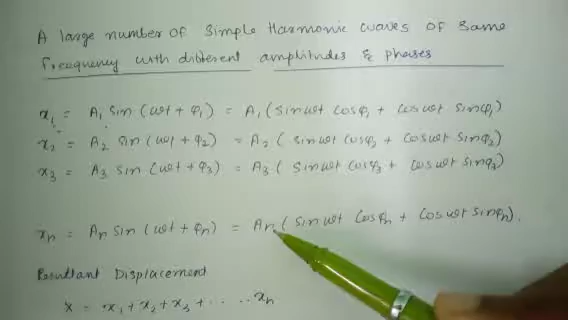 A large number of Simple Harmonic waves of same
frequency with different amplitudes & phases
x₁ = A₁ sin (ωt + φ₁) = A₁ (sinωt cosφ₁ + cosωt sinφ₁)
x₂ = A₂ sin (ωt + φ₂) = A₂ ( sinωt cosφ₂ + cosωt sinφ₂)
x₃ = A₃ sin (ωt + φ₃) = A₃ ( sinωt cosφ₃ + cosωt sinφ₃)
xₙ = Aₙ sin (ωt + φₙ) = Aₙ ( sinωt cosφₙ + cosωt sinφₙ).
Resultant Displacement
x = x₁ + x₂ + x₃ + . . . . . xₙ